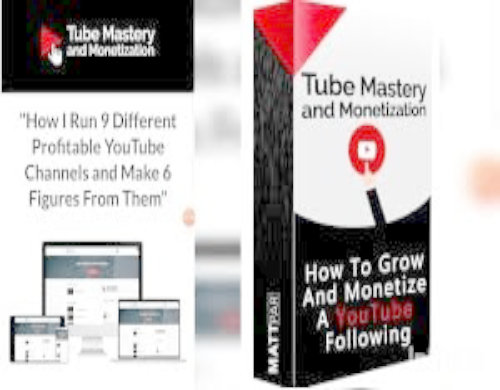 Tube Mastery
and Monetization
"How I Run 9 Different
Profitable YouTube
Channels and Make 6
Figures From Them"
Tube Mastery
and Monetization
How To Grow
And Monetize
A YouTube
Following
MATT PAR